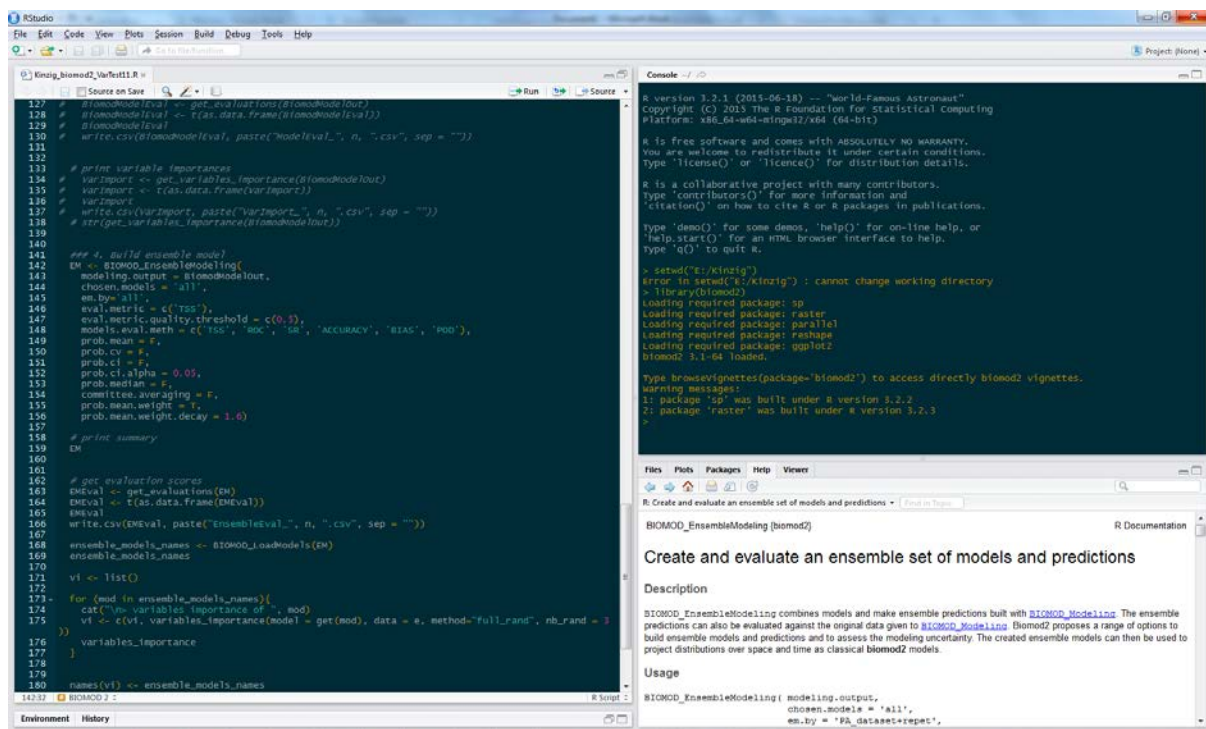 RStudio
File Edit Code View Plots Session Build Debug Tools Help
Go to file/function
Project: (None)
Kinzig_biomod2_VarTest11.R
Source on Save
Run
Source
127 # BiomodModelEval <- get_evaluations(BiomodModelOut)
128 # BiomodModelEval <- t(as.data.frame(BiomodModelEval))
129 # BiomodModelEval
130 # write.csv(BiomodModelEval, paste("ModelEval_", n, ".csv", sep = ""))
131
132
133 # print variable importances
134 # VarImport <- get_variables_importance(BiomodModelOut)
135 # VarImport <- t(as.data.frame(VarImport))
136 # VarImport
137 # write.csv(VarImport, paste("VarImport_", n, ".csv", sep = ""))
138 # str(get_variables_importance(BiomodModelOut))
139
140
141 ### 4. Build ensemble model
142 EM <- BIOMOD_EnsembleModeling(
143 modeling.output = BiomodModelOut,
144 chosen.models = 'all',
145 em.by='all',
146 eval.metric = c('TSS'),
147 eval.metric.quality.threshold = c(0.5),
148 models.eval.meth = c('TSS', 'ROC', 'SR', 'ACCURACY', 'BIAS', 'POD'),
149 prob.mean = F,
150 prob.cv = F,
151 prob.ci = F,
152 prob.ci.alpha = 0.05,
153 prob.median = F,
154 committee.averaging = F,
155 prob.mean.weight = T,
156 prob.mean.weight.decay = 1.6)
157
158 # print summary
159 EM
160
161
162 # get evaluation scores
163 EMEval <- get_evaluations(EM)
164 EMEval <- t(as.data.frame(EMEval))
165 EMEval
166 write.csv(EMEval, paste("EnsembleEval_", n, ".csv", sep = ""))
167
168 ensemble_models_names <- BIOMOD_LoadModels(EM)
169 ensemble_models_names
170
171 vi <- list()
172
173 for (mod in ensemble_models_names){
174 cat("\n> variables importance of ", mod)
175 vi <- c(vi, variables_importance(model = get(mod), data = e, method="full_rand", nb_rand = 3
))
176 variables_importance
177 }
178
179
180 names(vi) <- ensemble_models_names
142:32 BIOMOD 2
R Script
Environment History
Console ~/
R version 3.2.1 (2015-06-18) -- "World-Famous Astronaut"
Copyright (C) 2015 The R Foundation for Statistical Computing
Platform: x86_64-w64-mingw32/x64 (64-bit)
R is free software and comes with ABSOLUTELY NO WARRANTY.
You are welcome to redistribute it under certain conditions.
Type 'license()' or 'licence()' for distribution details.
R is a collaborative project with many contributors.
Type 'contributors()' for more information and
'citation()' on how to cite R or R packages in publications.
Type 'demo()' for some demos, 'help()' for on-line help, or
'help.start()' for an HTML browser interface to help.
Type 'q()' to quit R.
> setwd("E:/Kinzig")
Error in setwd("E:/Kinzig") : cannot change working directory
> library(biomod2)
Loading required package: sp
Loading required package: raster
Loading required package: parallel
Loading required package: reshape
Loading required package: ggplot2
biomod2 3.1-64 loaded.
Type browseVignettes(package='biomod2') to access directly biomod2 vignettes.
Warning messages:
1: package 'sp' was built under R version 3.2.2
2: package 'raster' was built under R version 3.2.3
>
Files Plots Packages Help Viewer
R: Create and evaluate an ensemble set of models and predictions
Find in Topic
BIOMOD_EnsembleModeling {biomod2}
R Documentation
Create and evaluate an ensemble set of models and predictions
Description
BIOMOD_EnsembleModeling combines models and make ensemble predictions built with BIOMOD_Modeling. The ensemble
predictions can also be evaluated against the original data given to BIOMOD_Modeling. Biomod2 proposes a range of options to
build ensemble models and predictions and to assess the modeling uncertainty. The created ensemble models can then be used to
project distributions over space and time as classical biomod2 models.
Usage
BIOMOD_EnsembleModeling( modeling.output,
chosen.models = 'all',
em.by = 'PA_dataset+repet',